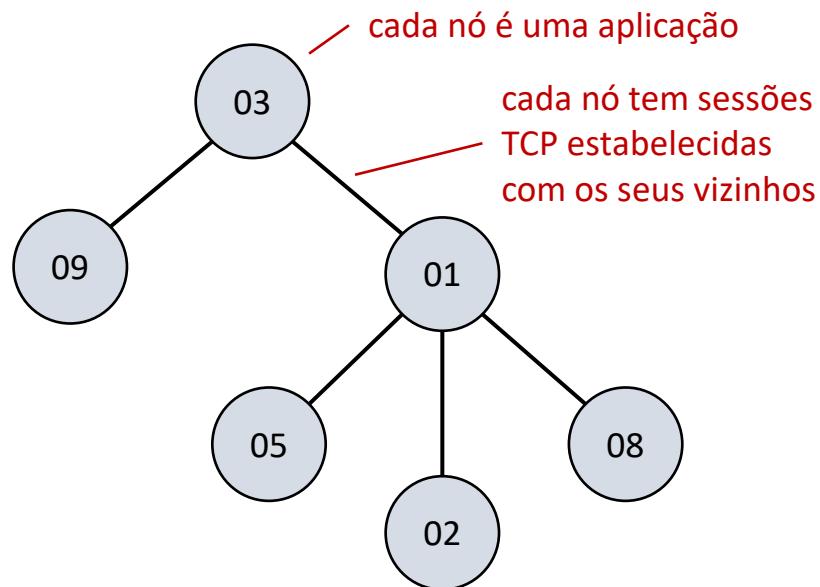 cada nó é uma aplicação
03
cada nó tem sessões
TCP estabelecidas
com os seus vizinhos
09
01
05
08
02